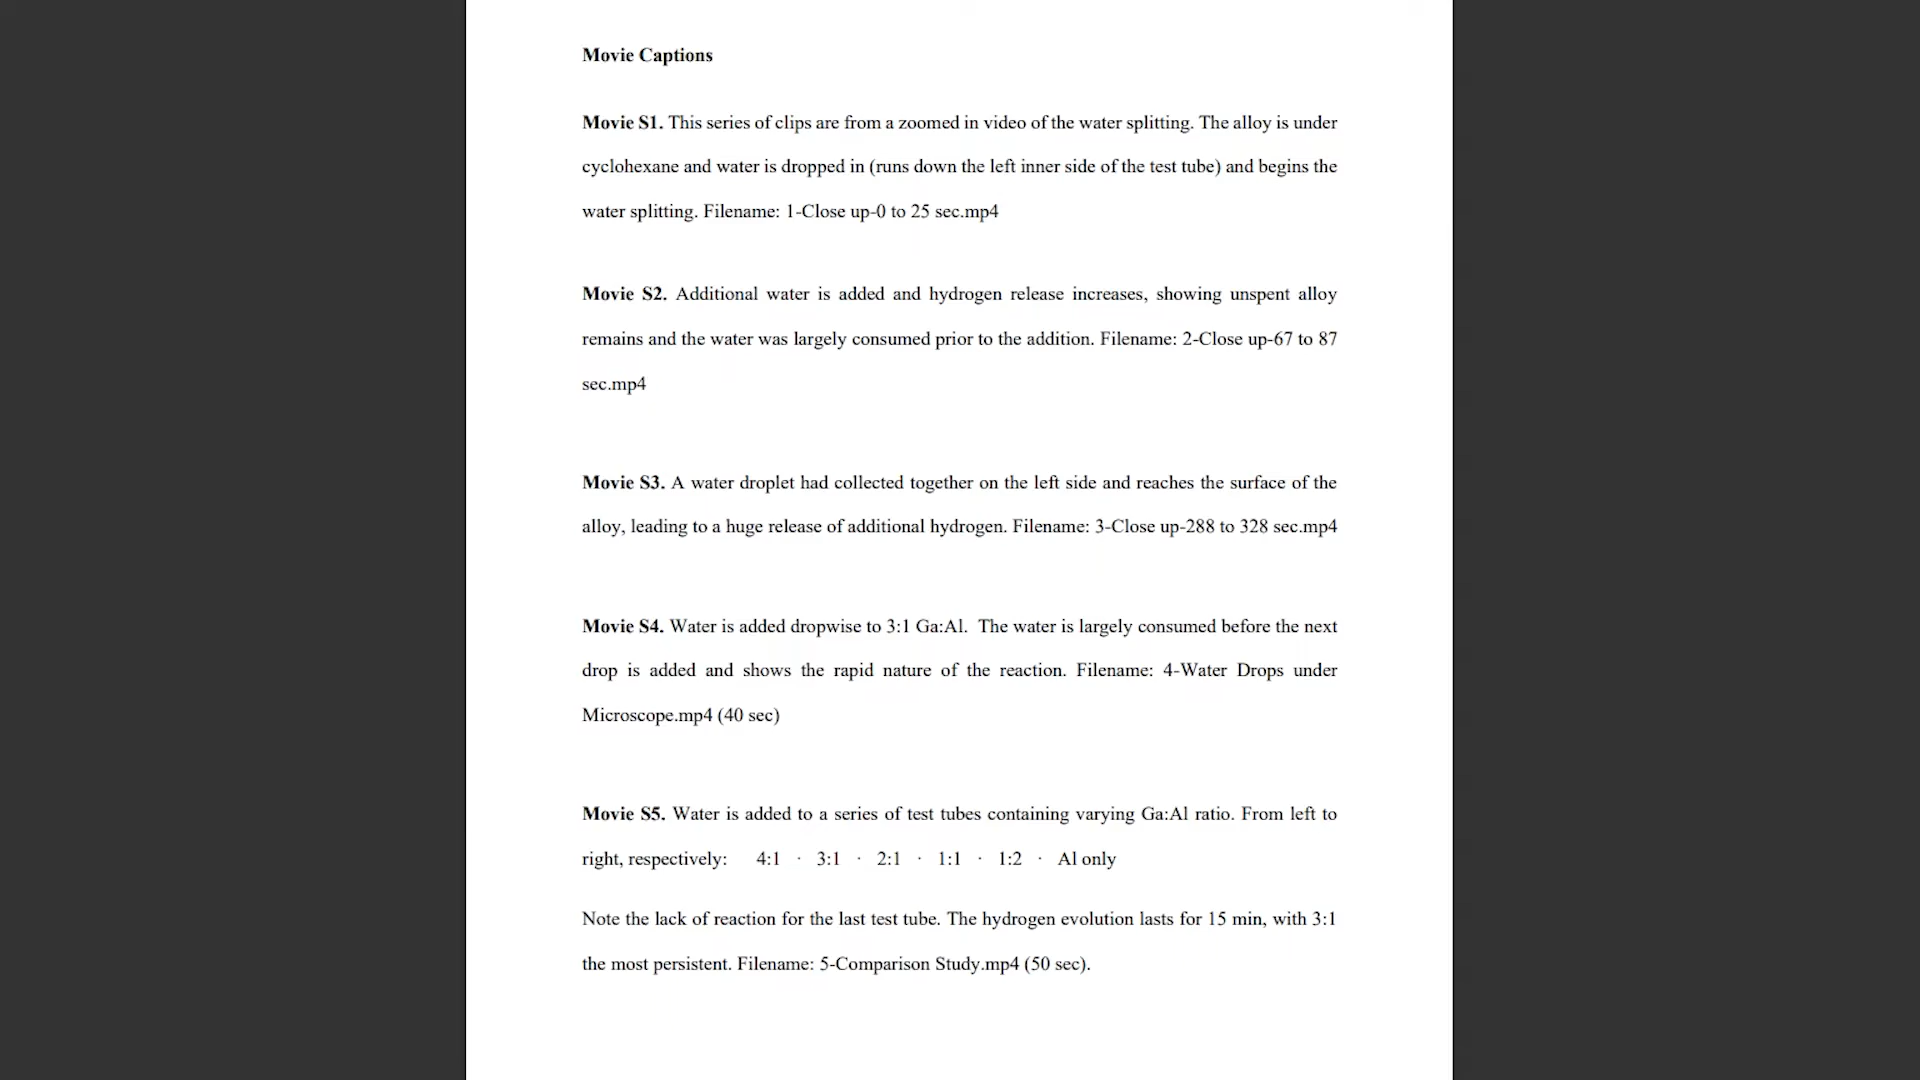 Movie Captions
Movie S1. This series of clips are from a zoomed in video of the water splitting. The alloy is under
cyclohexane and water is dropped in (runs down the left inner side of the test tube) and begins the
water splitting. Filename: 1-Close up-0 to 25 sec.mp4
Movie S2. Additional water is added and hydrogen release increases, showing unspent alloy
remains and the water was largely consumed prior to the addition. Filename: 2-Close up-67 to 87
sec.mp4
Movie S3. A water droplet had collected together on the left side and reaches the surface of the
alloy, leading to a huge release of additional hydrogen. Filename: 3-Close up-288 to 328 sec.mp4
Movie S4. Water is added dropwise to 3:1 Ga:Al. The water is largely consumed before the next
drop is added and shows the rapid nature of the reaction. Filename: 4-Water Drops under
Microscope.mp4 (40 sec)
Movie S5. Water is added to a series of test tubes containing varying Ga:Al ratio. From left to
right, respectively: 4:1 · 3:1 · 2:1 · 1:1 · 1:2 · Al only
Note the lack of reaction for the last test tube. The hydrogen evolution lasts for 15 min, with 3:1
the most persistent. Filename: 5-Comparison Study.mp4 (50 sec).